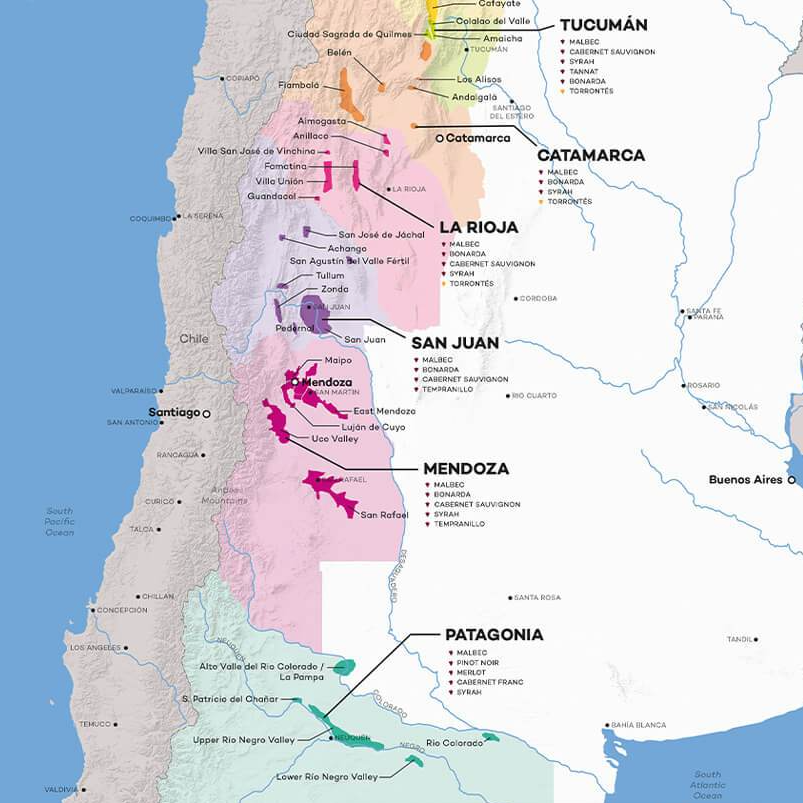 Cafayate
Colalao del Valle
TUCUMÁN
Ciudad Sagrada de Quilmes
Amaicha
MALBEC
CABERNET SAUVIGNON
SYRAH
TANNAT
BONARDA
TORRONTÉS
TUCUMÁN
Belén
COPIAPÓ
Fiambalá
Los Alisos
Andalgalá
SANTIAGO
DEL ESTERO
Aimogasta
Anillaco
Catamarca
Villa San José de Vinchina
CATAMARCA
MALBEC
BONARDA
SYRAH
TORRONTÉS
Famatina
Villa Unión
LA RIOJA
Guandacol
COQUIMBO
LA SERENA
LA RIOJA
MALBEC
BONARDA
CABERNET SAUVIGNON
SYRAH
TORRONTÉS
San José de Jáchal
Achango
San Agustín del Valle Fértil
Tullum
Zonda
CORDOBA
SAN JUAN
SANTA FE
PARANA
Pedernal
San Juan
Chile
SAN JUAN
MALBEC
BONARDA
CABERNET SAUVIGNON
TEMPRANILLO
Maipo
Mendoza
SAN MARTIN
VALPARAÍSO
RIO CUARTO
ROSARIO
SAN NICOLÁS
Santiago
SAN ANTONIO
East Mendoza
Luján de Cuyo
Uco Valley
RANCAGUA
MENDOZA
MALBEC
BONARDA
CABERNET SAUVIGNON
SYRAH
TEMPRANILLO
Buenos Aires
RAFAEL
Andes
Mountains
CURICÓ
San Rafael
South
Pacific
Ocean
TALCA
DESAGUADERO
CHILLAN
CONCEPCIÓN
SANTA ROSA
LOS ANGELES
NEUQUÉN
PATAGONIA
MALBEC
PINOT NOIR
MERLOT
CABERNET FRANC
SYRAH
TANDIL
Alto Valle del Rio Colorado /
La Pampa
S. Patricio del Chañar
COLORADO
TEMUCO
BAHÍA BLANCA
Upper Rio Negro Valley
NEUQUÉN
NEGRO
Rio Colorado
Lower Río Negro Valley
VALDIVIA
South
Atlantic
Ocean